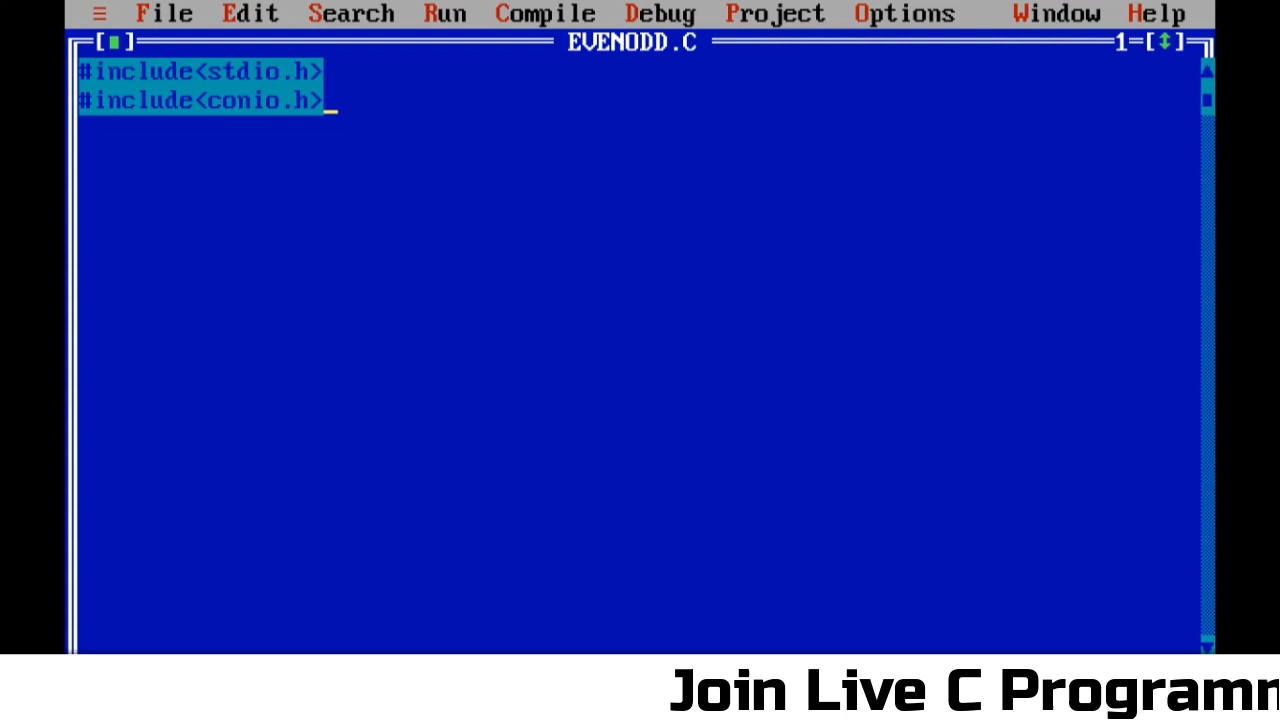 ≡ File Edit Search Run Compile Debug Project Options Window Help
[■] EVENODD.C 1=[↕]
#include<stdio.h>
#include<conio.h>_
Join Live C Programm